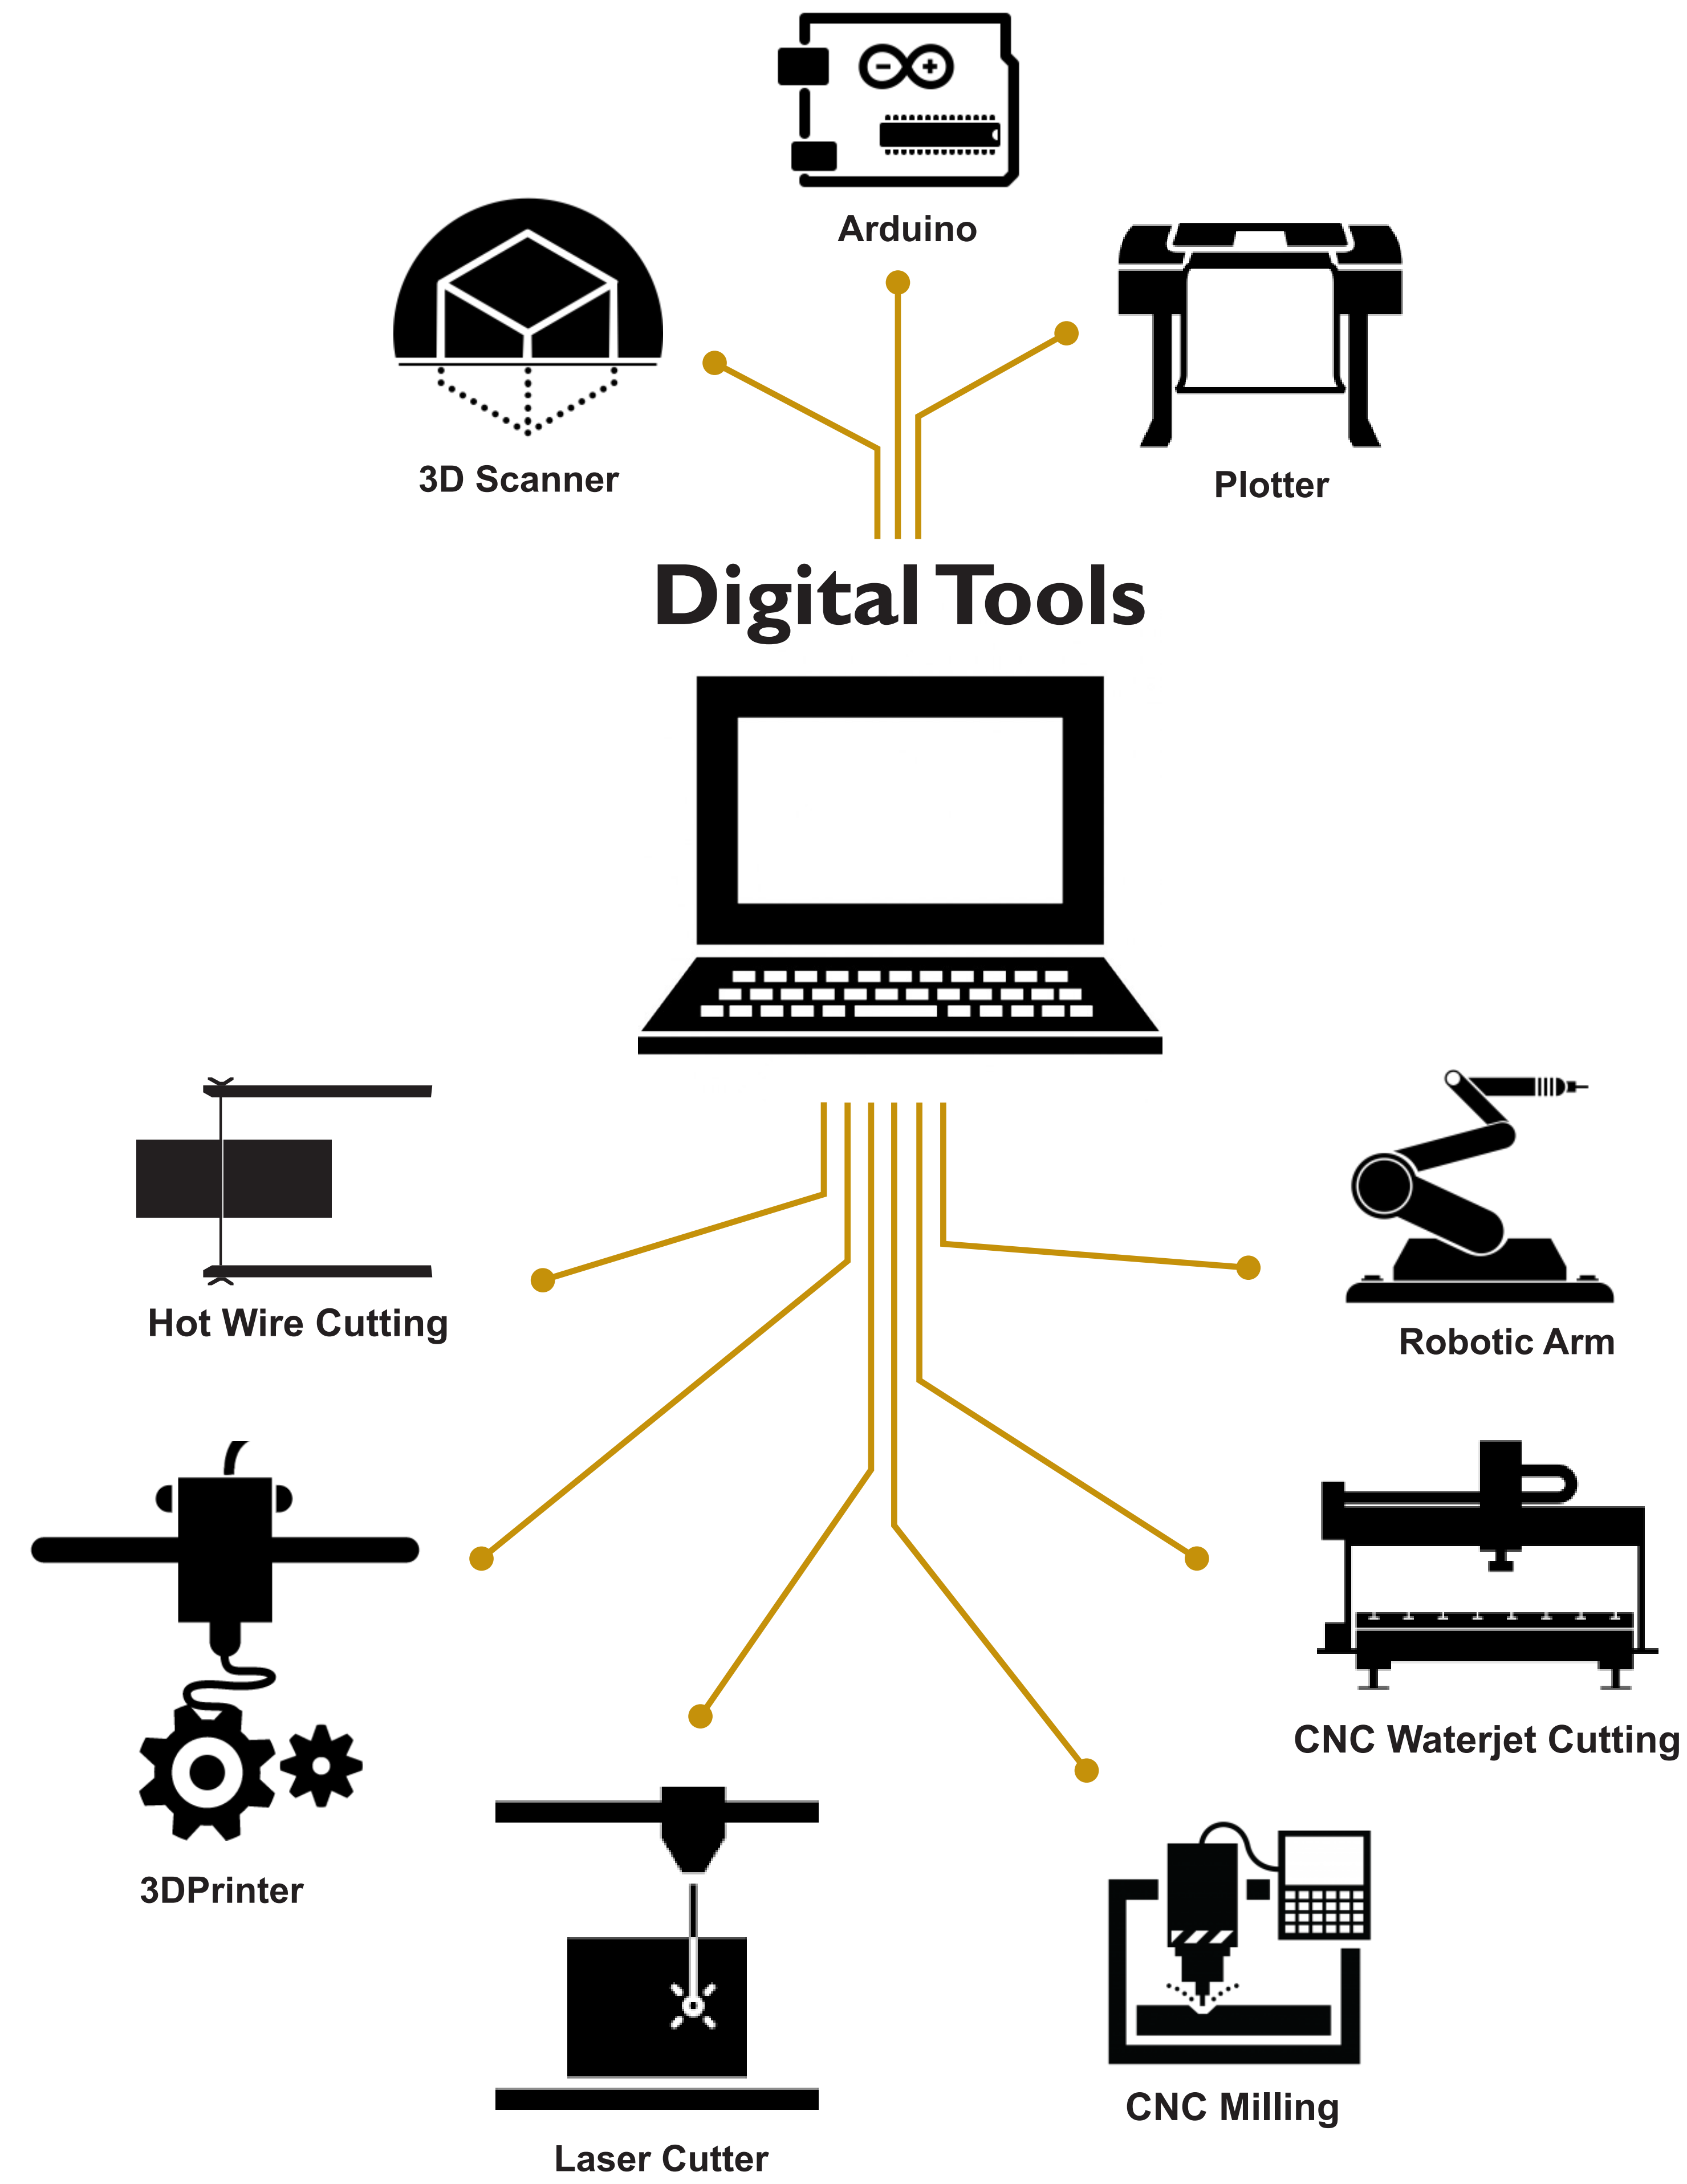 Arduino
3D Scanner
Plotter
Digital Tools
Hot Wire Cutting
Robotic Arm
CNC Waterjet Cutting
3DPrinter
CNC Milling
Laser Cutter